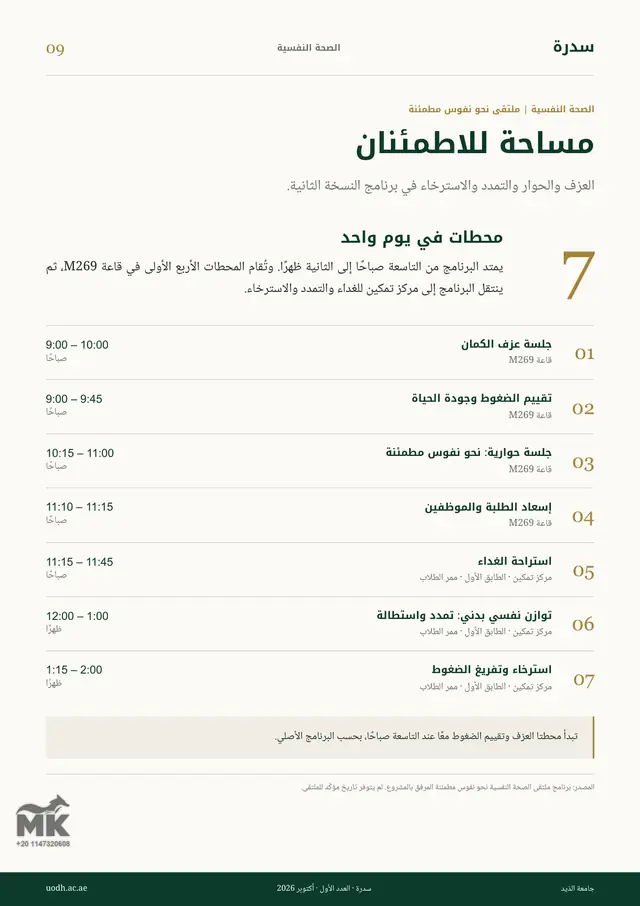 سدرة
الصحة النفسية
09
الصحة النفسية | ملتقى نحو نفوس مطمئنة
مساحة للاطمئنان
العزف والحوار والتمدد والاسترخاء في برنامج النسخة الثانية.
7
محطات في يوم واحد
يمتد البرنامج من التاسعة صباحًا إلى الثانية ظهرًا. وتُقام المحطات الأربع الأولى في قاعة M269، ثم
ينتقل البرنامج إلى مركز تمكين للغداء والتمدد والاسترخاء.
01
جلسة عزف الكمان
قاعة M269
9:00 – 10:00
صباحًا
02
تقييم الضغوط وجودة الحياة
قاعة M269
9:00 – 9:45
صباحًا
03
جلسة حوارية: نحو نفوس مطمئنة
قاعة M269
10:15 – 11:00
صباحًا
04
إسعاد الطلبة والموظفين
قاعة M269
11:10 – 11:15
صباحًا
05
استراحة الغداء
مركز تمكين · الطابق الأول · ممر الطلاب
11:15 – 11:45
صباحًا
06
توازن نفسي بدني: تمدد واستطالة
مركز تمكين · الطابق الأول · ممر الطلاب
12:00 – 1:00
ظهرًا
07
استرخاء وتفريغ الضغوط
مركز تمكين · الطابق الأول · ممر الطلاب
1:15 – 2:00
ظهرًا
تبدأ محطتا العزف وتقييم الضغوط معًا عند التاسعة صباحًا، بحسب البرنامج الأصلي.
المصدر: برنامج ملتقى الصحة النفسية نحو نفوس مطمئنة المرفق بالمشروع. لم يتوفر تاريخ مؤكد للملتقى.
MK
+20 1147320608
جامعة الذيد
سدرة · العدد الأول · أكتوبر 2026
uodh.ac.ae